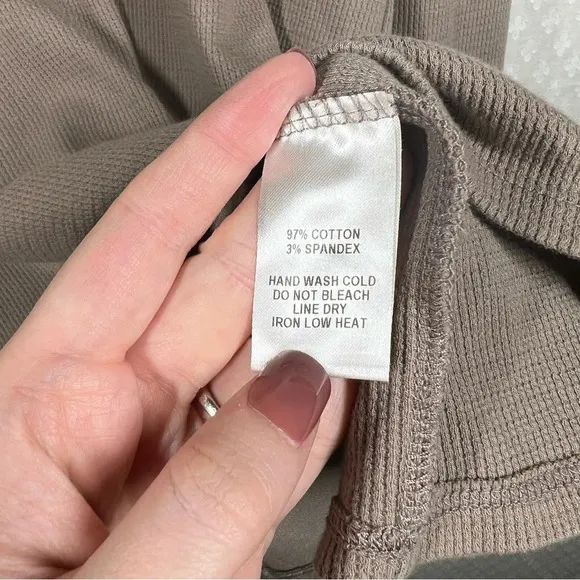 97% COTTON
3% SPANDEX
HAND WASH COLD
DO NOT BLEACH
LINE DRY
IRON LOW HEAT